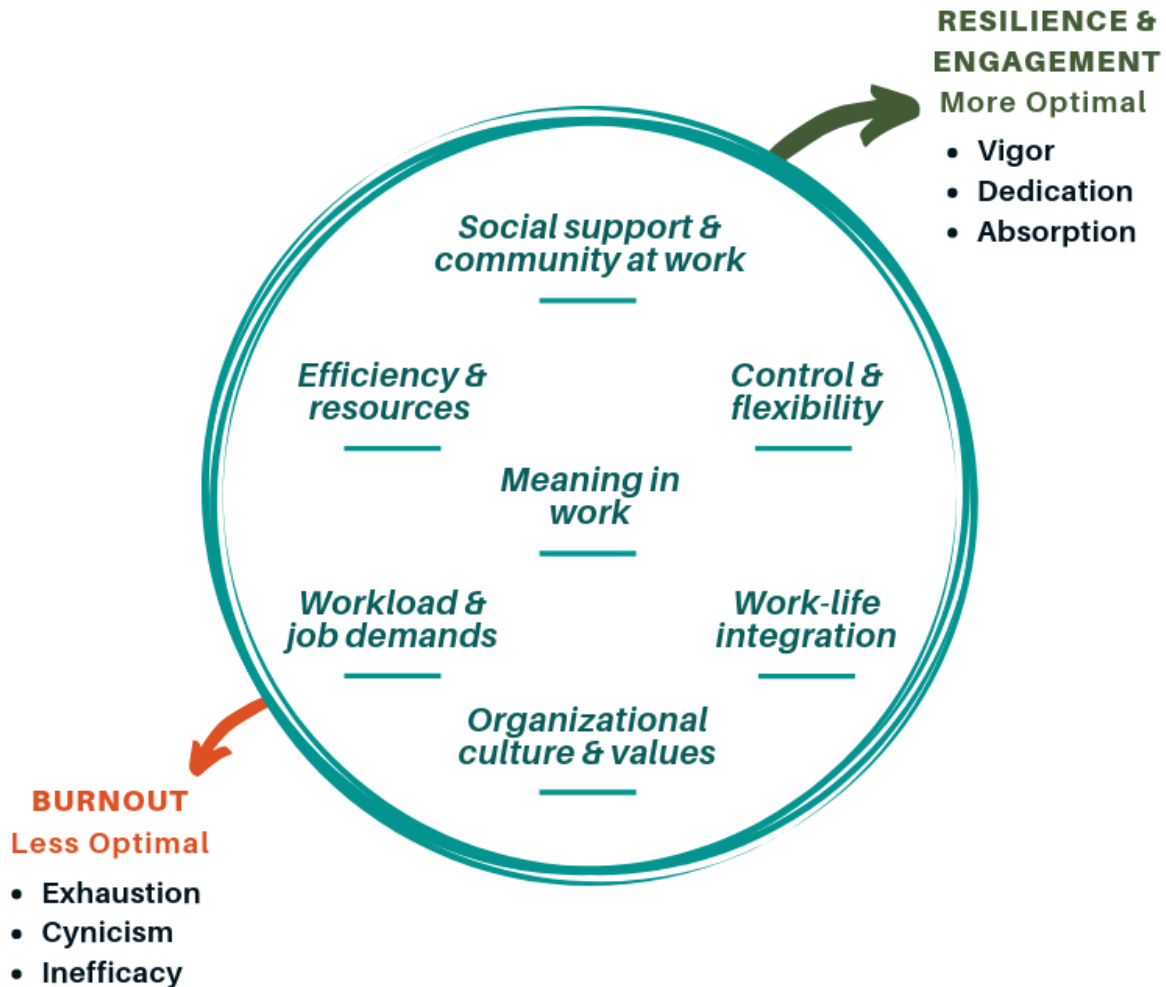 RESILIENCE &
ENGAGEMENT
More Optimal
• Vigor
• Dedication
• Absorption
Social support &
community at work
Efficiency &
resources
Control &
flexibility
Meaning in
work
Workload &
job demands
Work-life
integration
Organizational
culture & values
BURNOUT
Less Optimal
• Exhaustion
• Cynicism
• Inefficacy